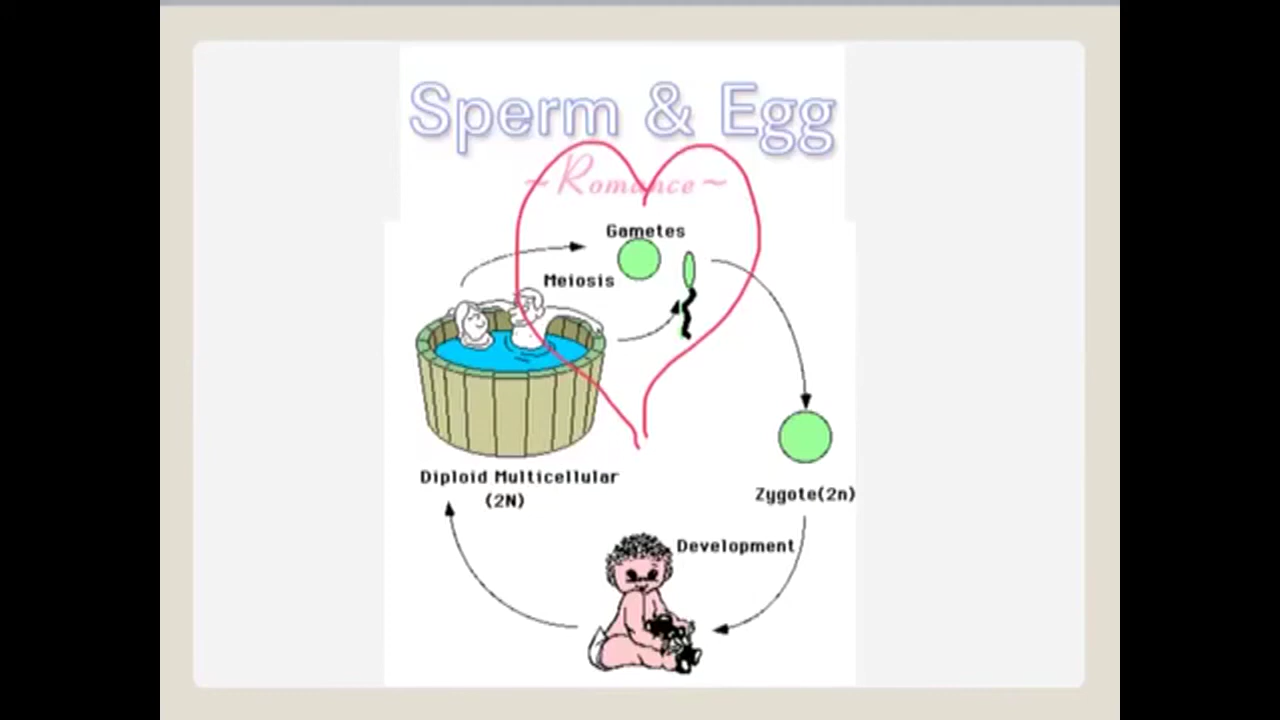 Sperm & Egg
~Romance~
Gametes
Meiosis
Diploid Multicellular
(2N)
Zygote(2n)
Development